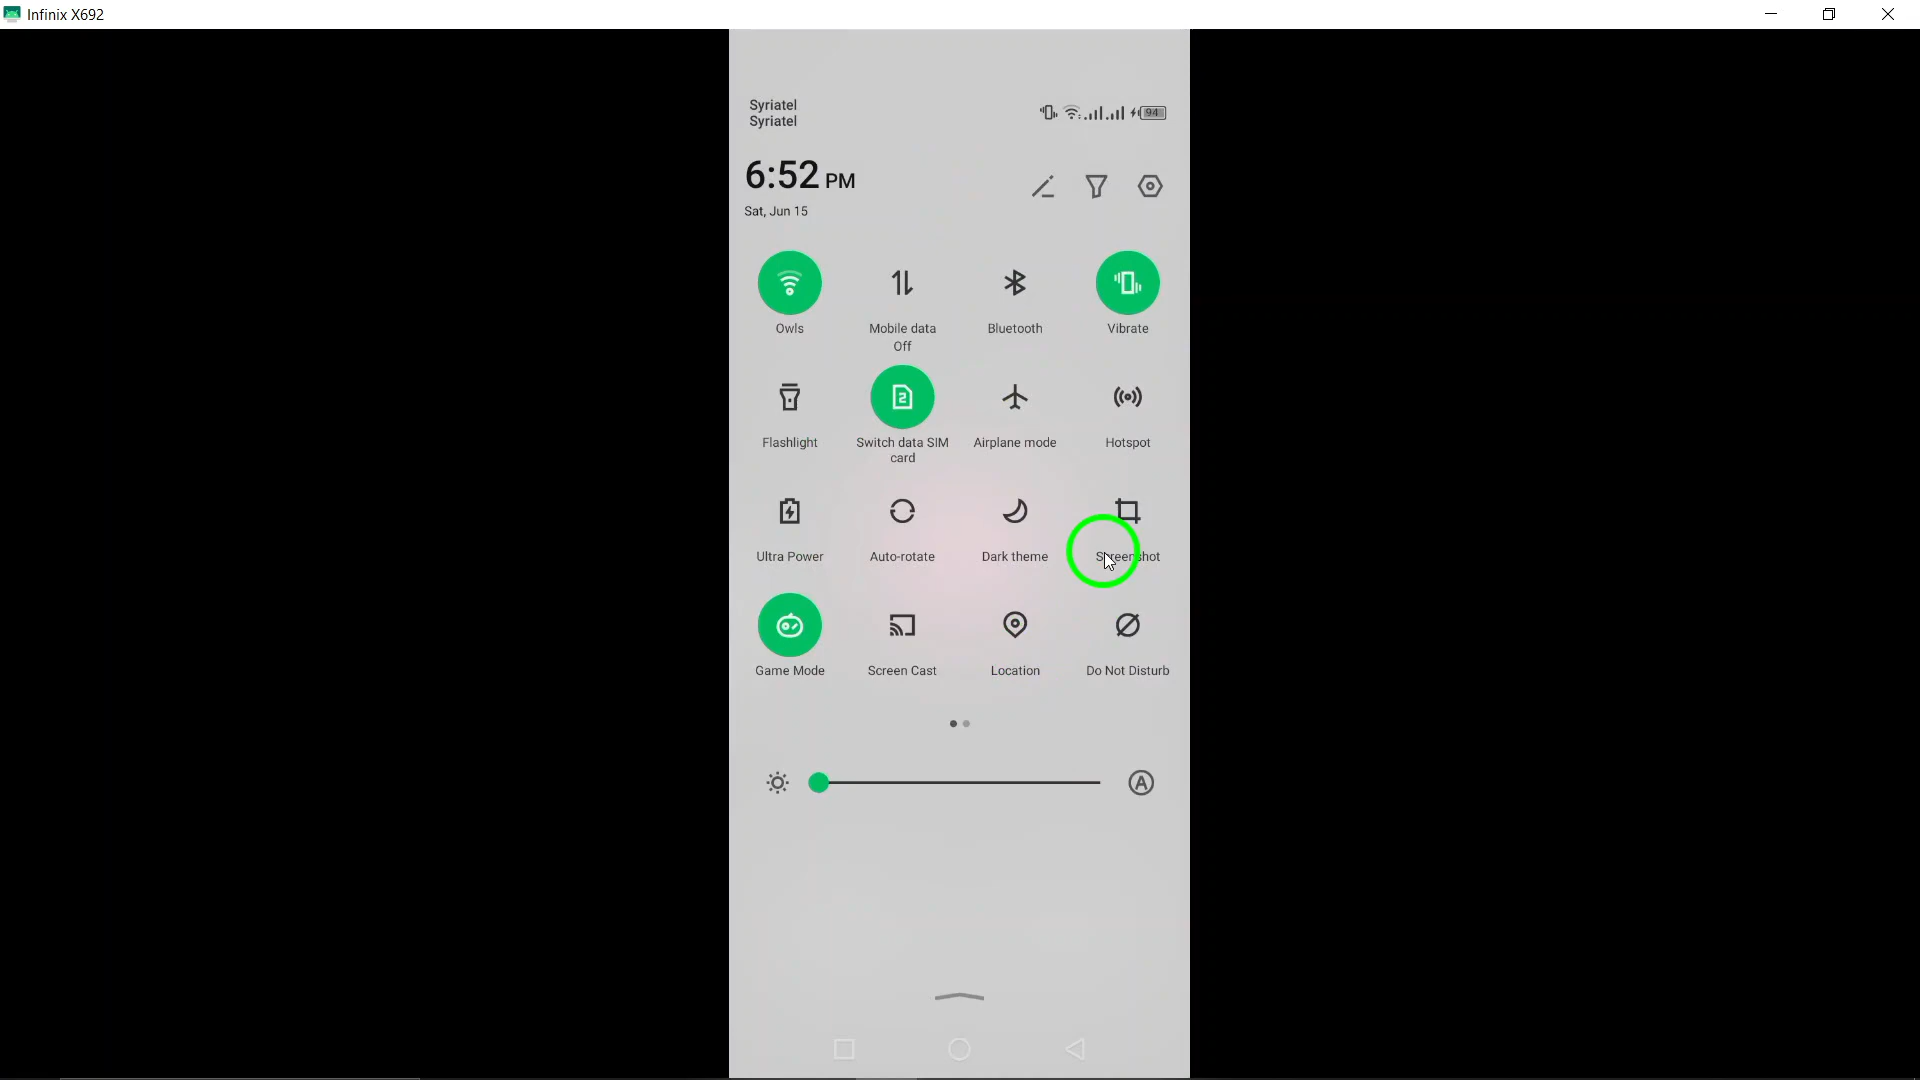 Infinix X692
Syriatel
Syriatel
94
6:52 PM
Sat, Jun 15
Owls
Mobile data
Off
Bluetooth
Vibrate
Flashlight
2
Switch data SIM
card
Airplane mode
Hotspot
Ultra Power
Auto-rotate
Dark theme
Screenshot
Game Mode
Screen Cast
Location
Do Not Disturb
A